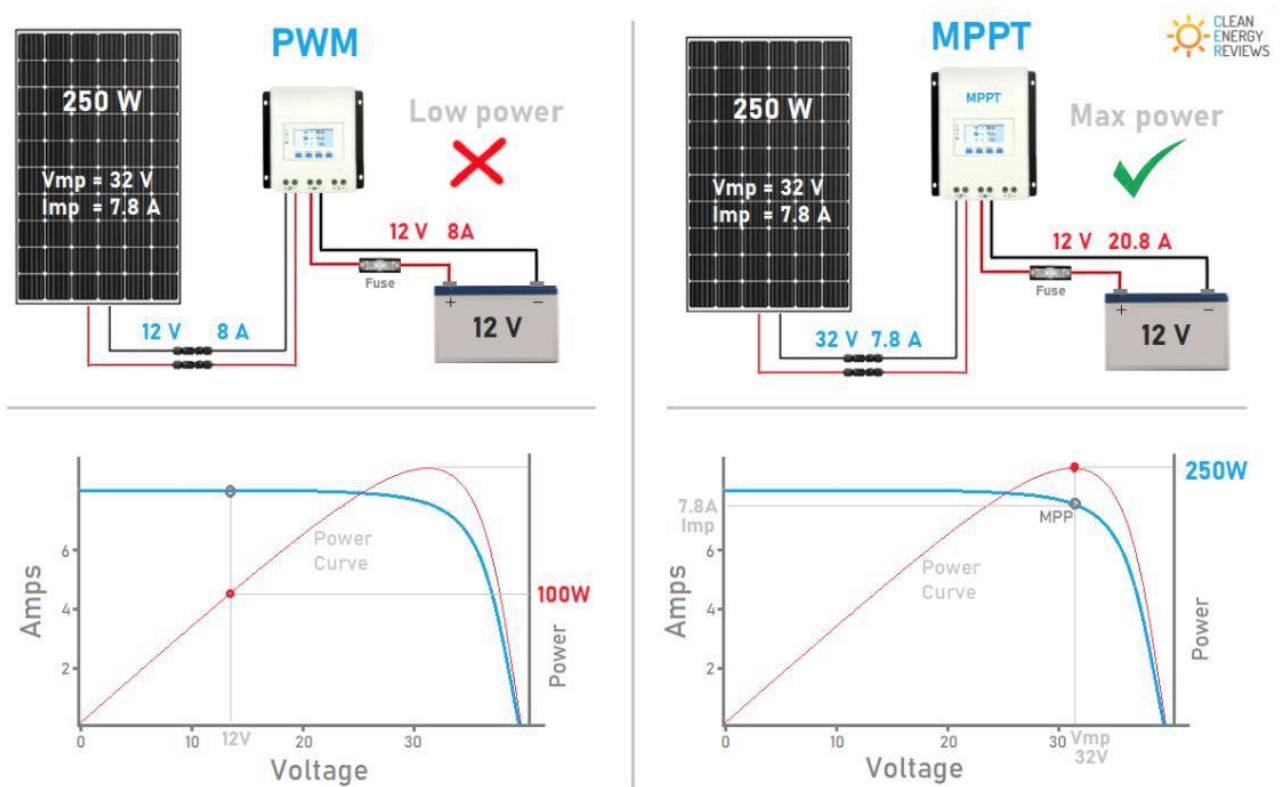 PWM
250 W
Vmp = 32 V
Imp = 7.8 A
Low power
12 V 8A
Fuse
+ −
12 V
12 V 8 A
MPPT
CLEAN
ENERGY
REVIEWS
MPPT
250 W
Vmp = 32 V
Imp = 7.8 A
Max power
12 V 20.8 A
Fuse
+ −
12 V
32 V 7.8 A
Amps
6
4
2
Power
Curve
100W
Power
0 10 12V 20 30
Voltage
7.8A
Imp
Amps
6
4
2
MPP
Power
Curve
250W
Power
0 10 20 30 Vmp
32V
Voltage